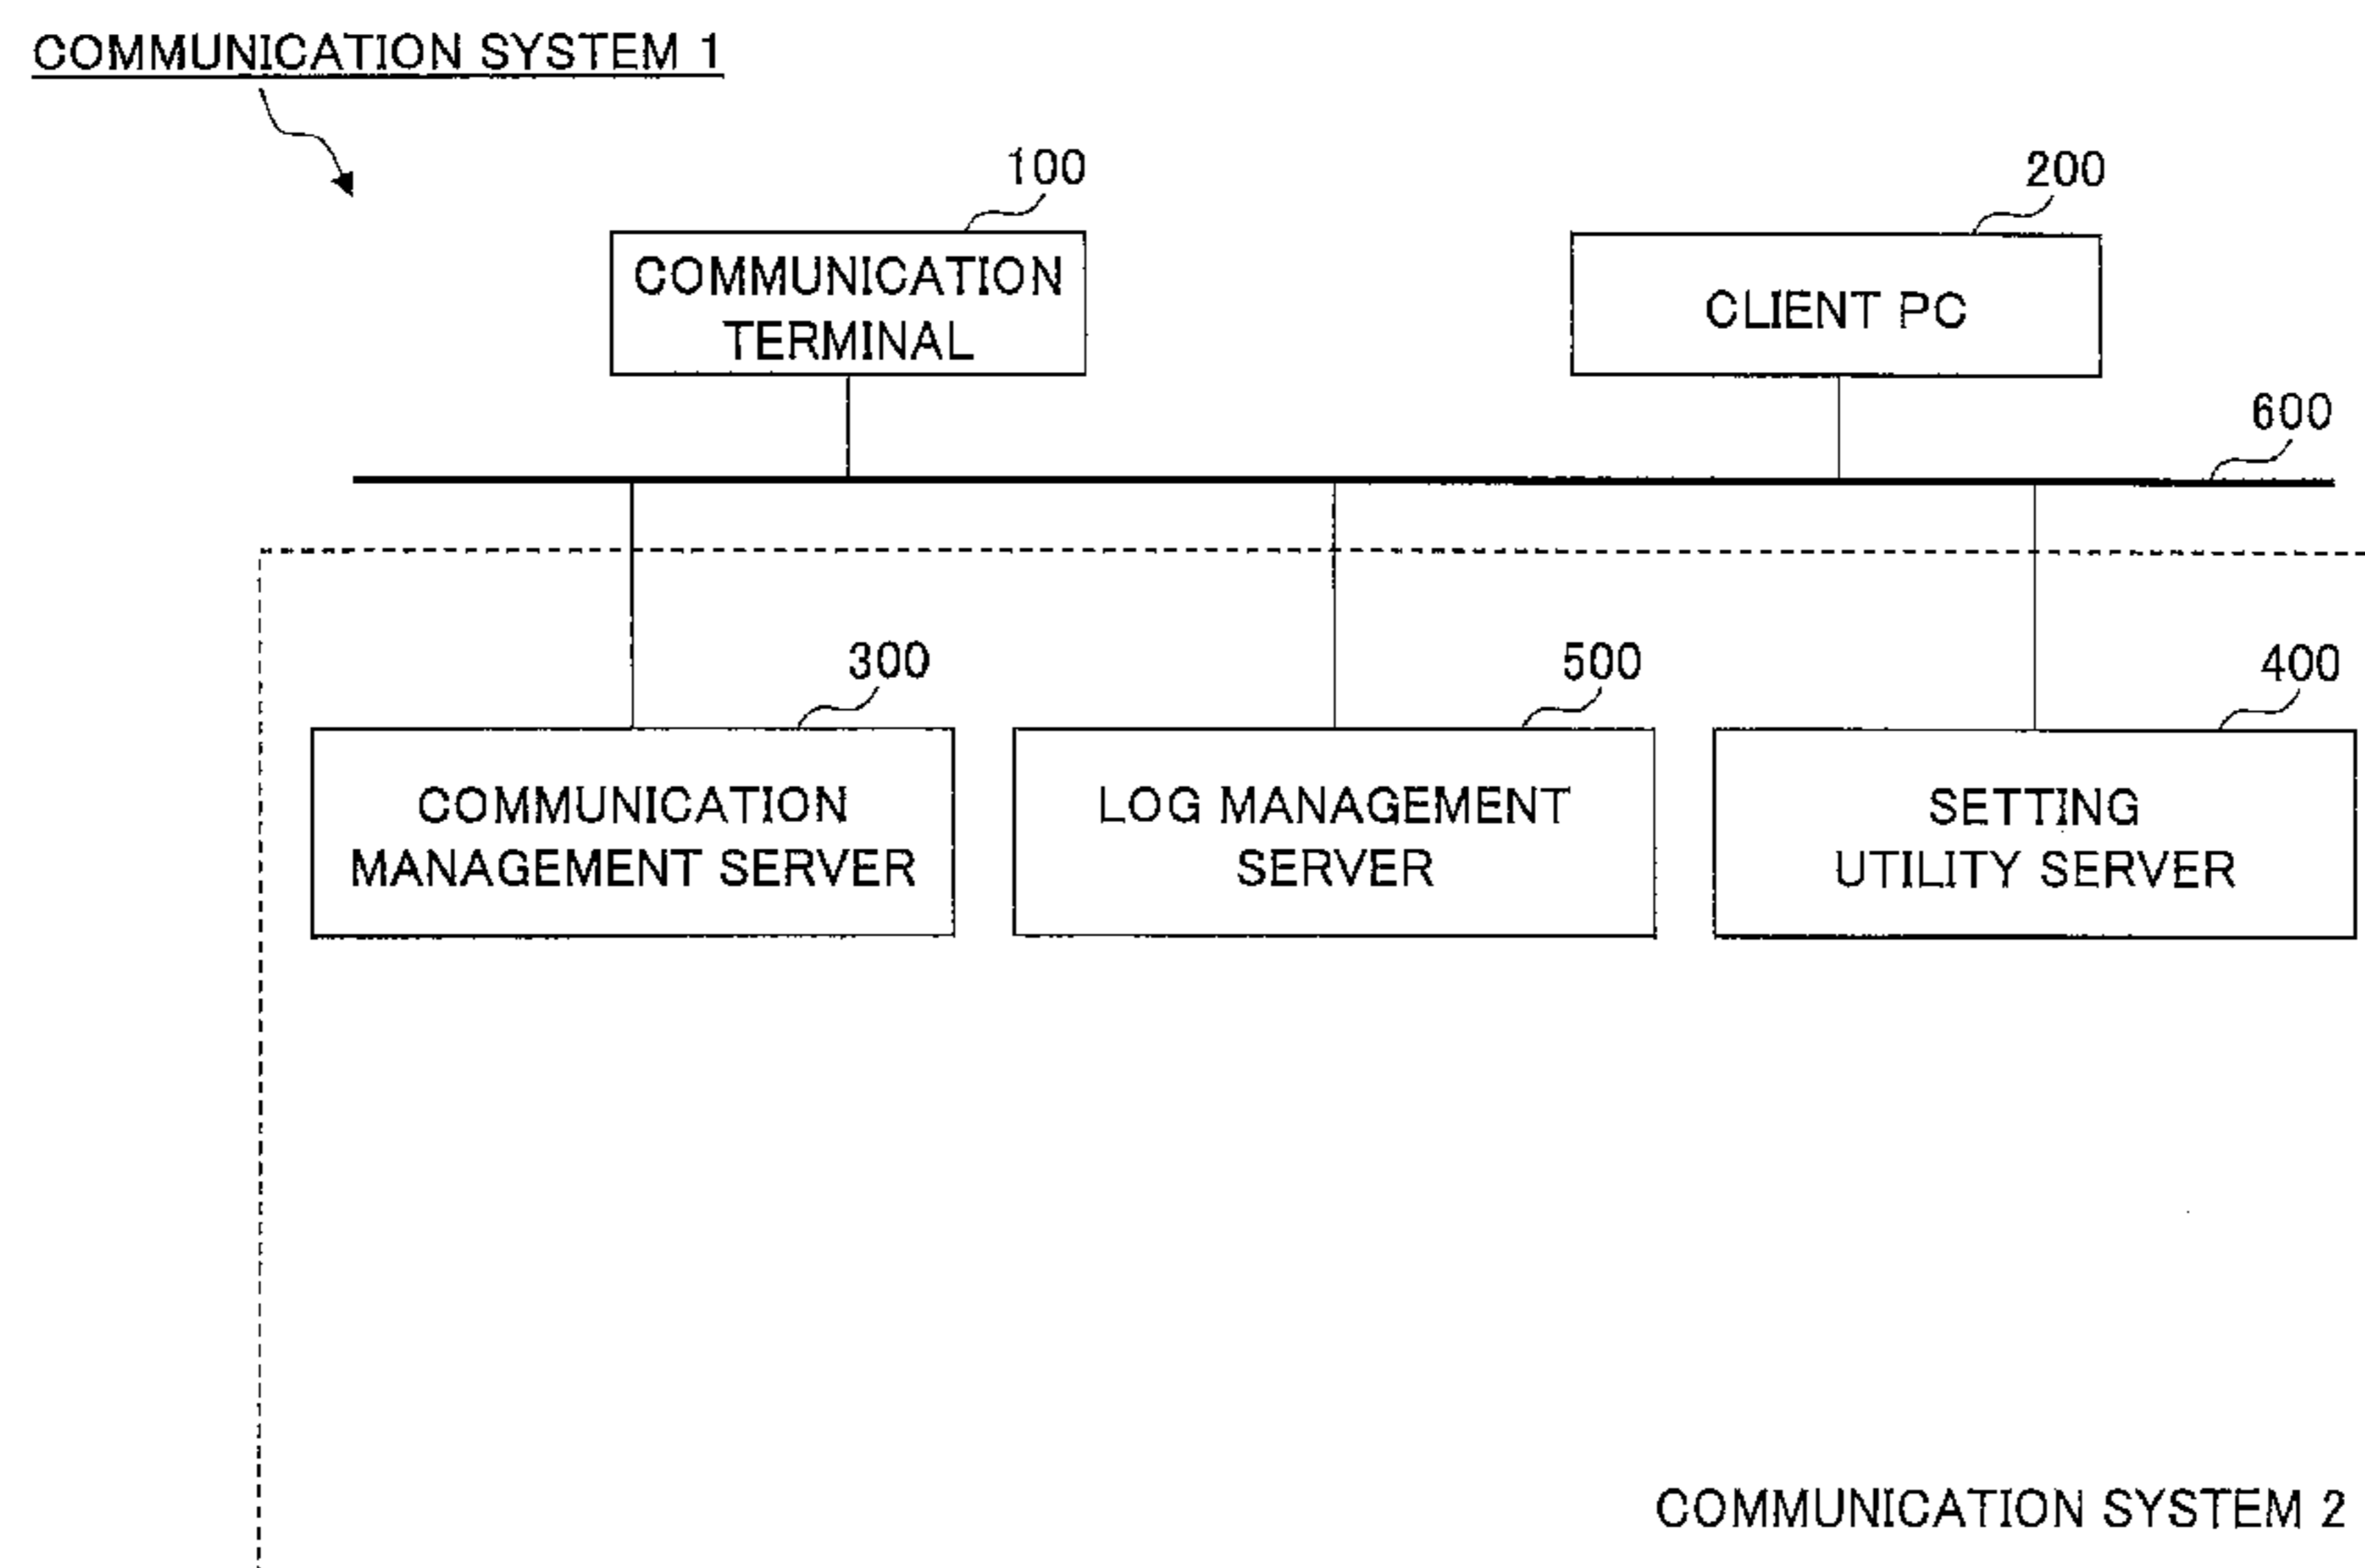 COMMUNICATION SYSTEM 1
100
200
COMMUNICATION
TERMINAL
CLIENT PC
600
300
500
400
COMMUNICATION
MANAGEMENT SERVER
LOG MANAGEMENT
SERVER
SETTING
UTILITY SERVER
COMMUNICATION SYSTEM 2